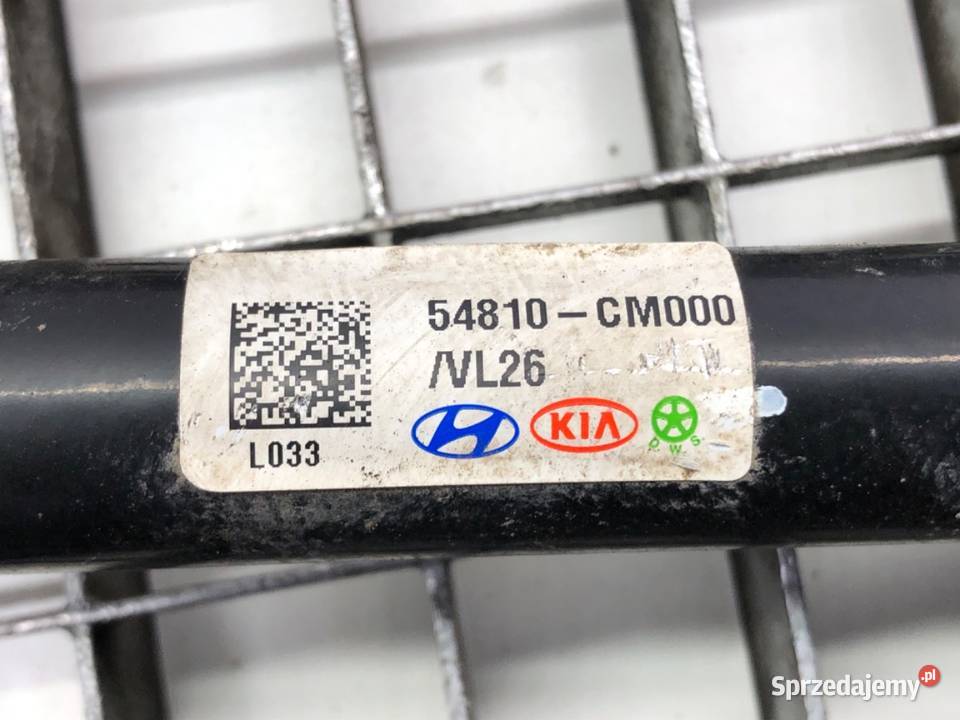 54810-CM000
/VL26
L033
KIA
D.W.S.
Sprzedajemy.pl